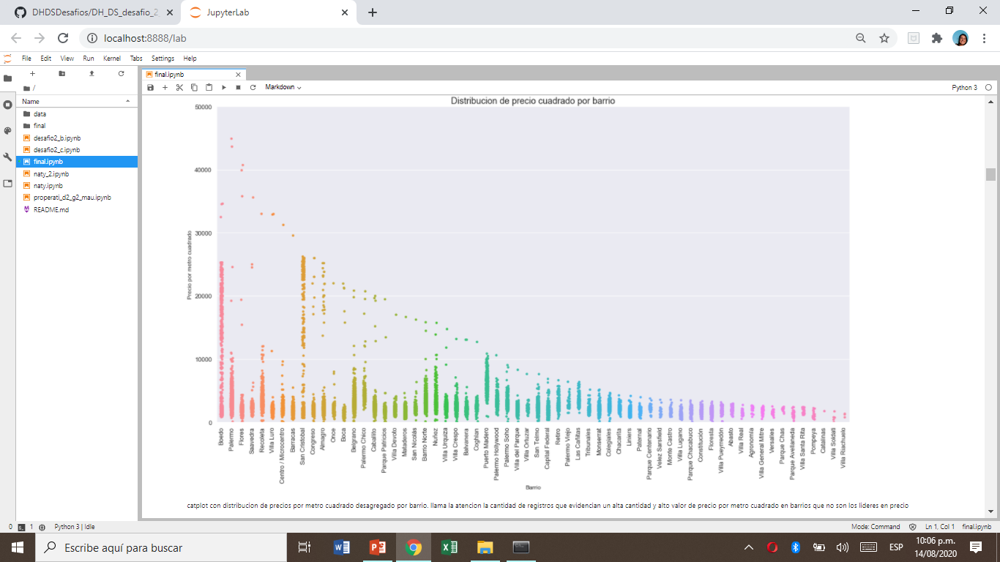 DHDSDesafios/DH_DS_desafio_2
JupyterLab
localhost:8888/lab
File Edit View Run Kernel Tabs Settings Help
final.ipynb
/
Markdown
Python 3
Name
data
final
desafio2_b.ipynb
desafio2_c.ipynb
final.ipynb
naty_2.ipynb
naty.ipynb
properati_d2_g2_mau.ipynb
README.md
Distribucion de precio cuadrado por barrio
50000
40000
30000
20000
10000
0
Precio por metro cuadrado
Boedo
Palermo
Flores
Saavedra
Recoleta
Villa Luro
Centro / Microcentro
Barracas
San Cristobal
Congreso
Almagro
Once
Boca
Belgrano
Palermo Chico
Caballito
Parque Patricios
Villa Devoto
Mataderos
San Nicolás
Barrio Norte
Nuñez
Villa Urquiza
Villa Crespo
Balvanera
Coghlan
Puerto Madero
Palermo Hollywood
Palermo Soho
Villa del Parque
Villa Ortuzar
San Telmo
Capital Federal
Retiro
Palermo Viejo
Las Cañitas
Tribunales
Monserrat
Colegiales
Chacarita
Liniers
Paternal
Parque Centenario
Velez Sarsfield
Monte Castro
Villa Lugano
Parque Chacabuco
Constitución
Floresta
Villa Pueyrredón
Abasto
Villa Real
Agronomía
Villa General Mitre
Versalles
Parque Chas
Parque Avellaneda
Villa Santa Rita
Pompeya
Catalinas
Villa Soldati
Villa Riachuelo
Barrio
catplot con distribucion de precios por metro cuadrado desagregado por barrio. llama la atencion la cantidad de registros que evidencian un alta cantidad y alto valor de precio por metro cuadrado en barrios que no son los lideres en precio
0 1 Python 3 | Idle
Mode: Command Ln 1, Col 1 final.ipynb
Escribe aquí para buscar
ESP
10:06 p.m.
14/08/2020